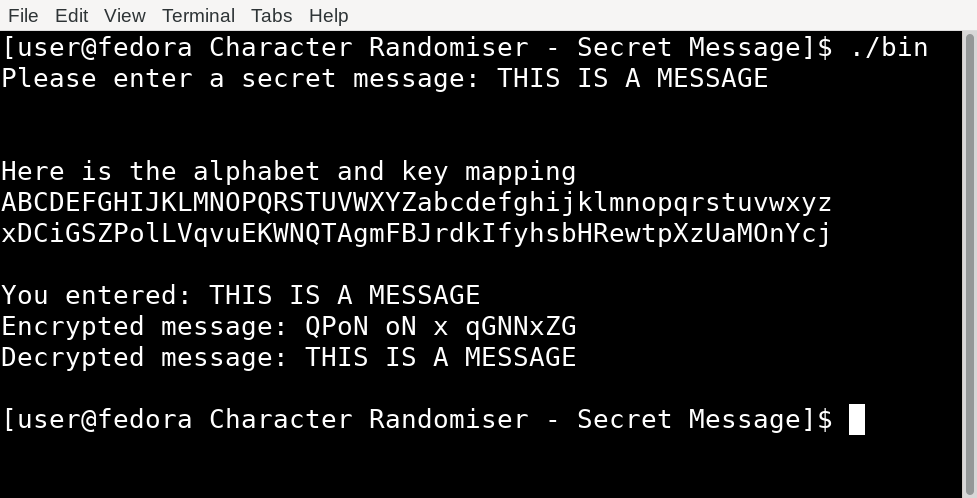 File Edit View Terminal Tabs Help
[user@fedora Character Randomiser - Secret Message]$ ./bin
Please enter a secret message: THIS IS A MESSAGE
Here is the alphabet and key mapping
ABCDEFGHIJKLMNOPQRSTUVWXYZabcdefghijklmnopqrstuvwxyz
xDCiGSZPolLVqvuEKWNQTAgmFBJrdkIfyhsbHRewtpXzUaMOnYcj
You entered: THIS IS A MESSAGE
Encrypted message: QPoN oN x qGNNxZG
Decrypted message: THIS IS A MESSAGE
[user@fedora Character Randomiser - Secret Message]$